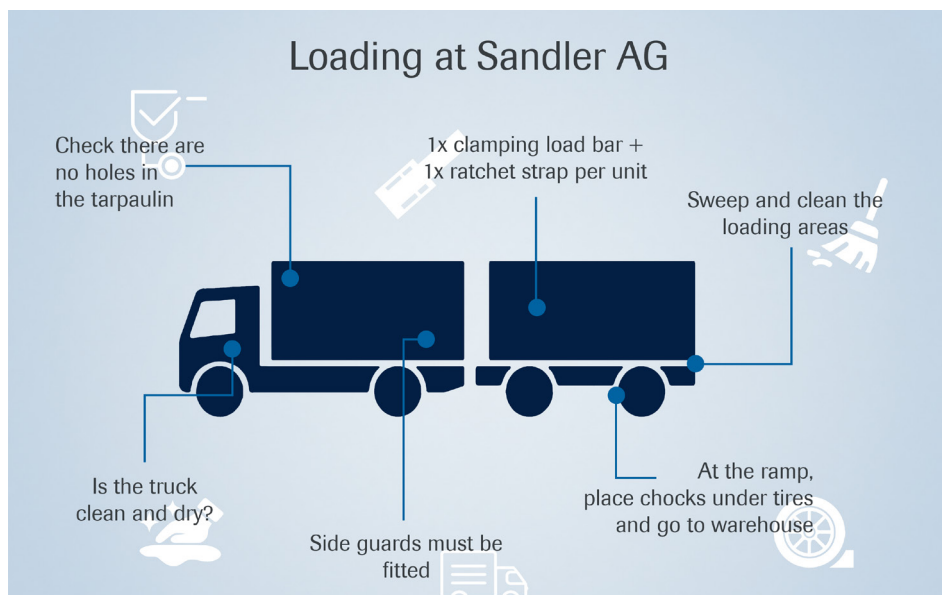 Loading at Sandler AG
Check there are
no holes in
the tarpaulin
1x clamping load bar +
1x ratchet strap per unit
Sweep and clean the
loading areas
Is the truck
clean and dry?
Side guards must be
fitted
At the ramp,
place chocks under tires
and go to warehouse